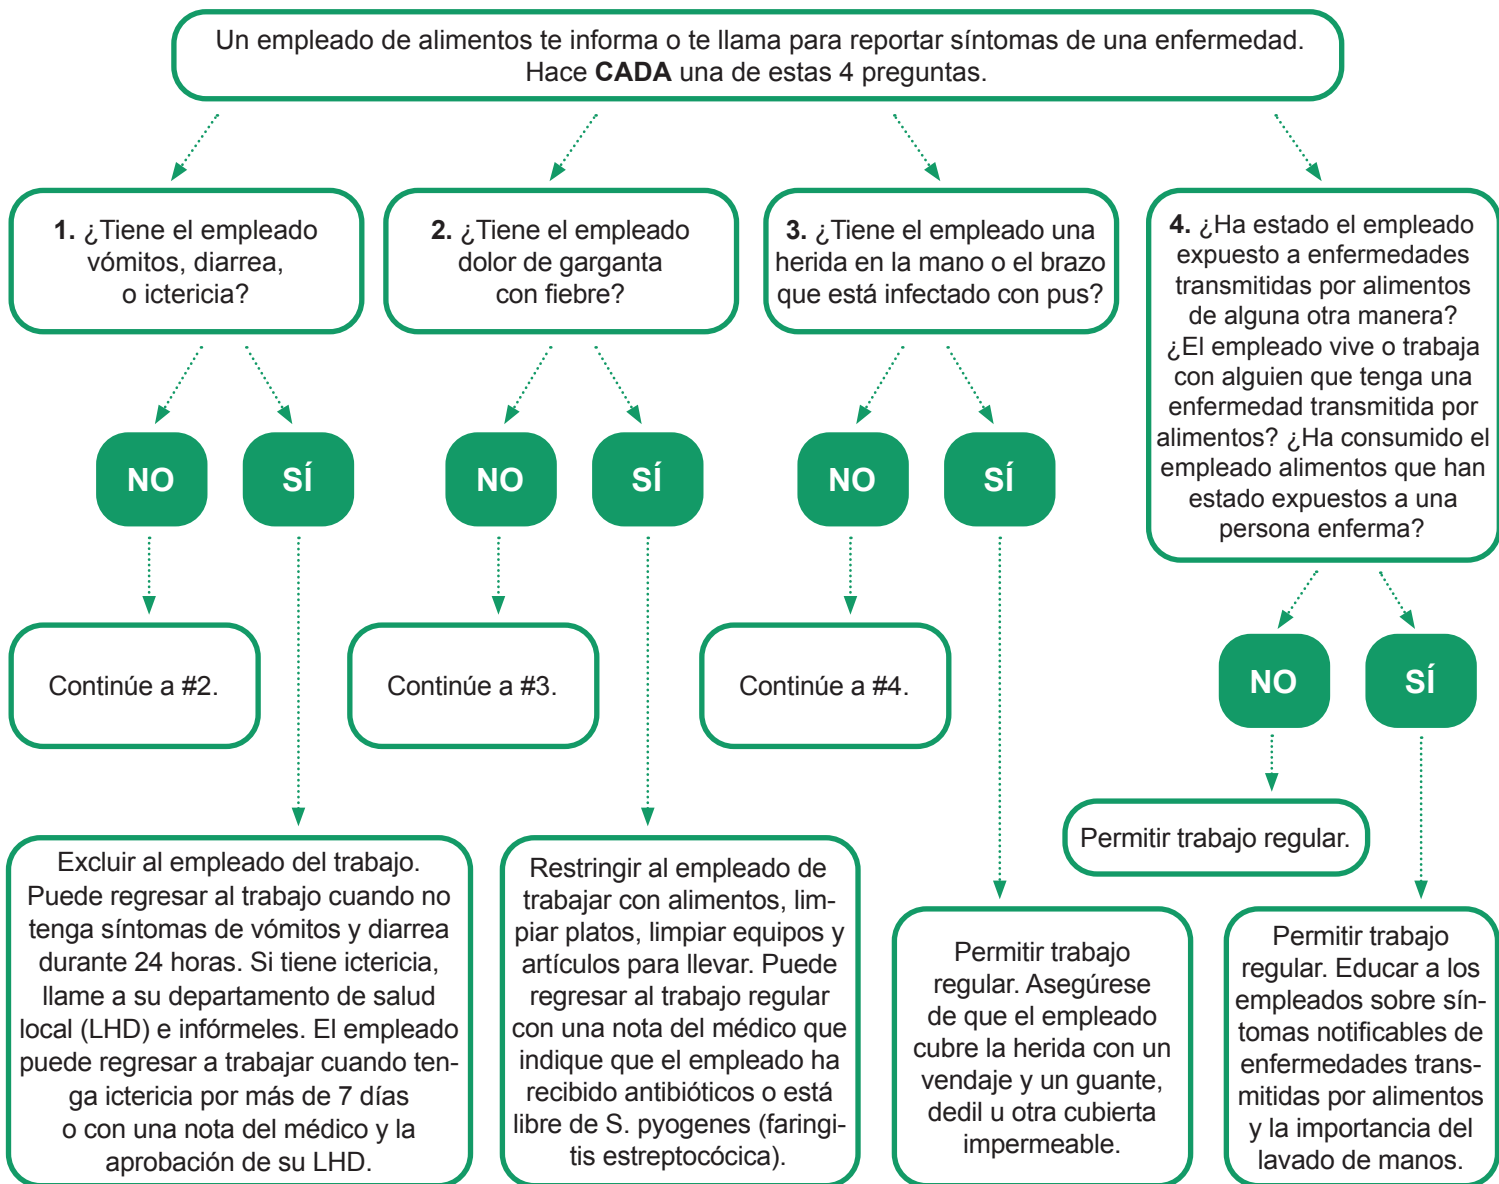 Un empleado de alimentos te informa o te llama para reportar síntomas de una enfermedad.
Hace CADA una de estas 4 preguntas.
1. ¿Tiene el empleado
vómitos, diarrea,
o ictericia?
2. ¿Tiene el empleado
dolor de garganta
con fiebre?
3. ¿Tiene el empleado una
herida en la mano o el brazo
que está infectado con pus?
4. ¿Ha estado el empleado
expuesto a enfermedades
transmitidas por alimentos
de alguna otra manera?
¿El empleado vive o trabaja
con alguien que tenga una
enfermedad transmitida por
alimentos? ¿Ha consumido el
empleado alimentos que han
estado expuestos a una
persona enferma?
NO
SÍ
NO
SÍ
NO
SÍ
Continúe a #2.
Continúe a #3.
Continúe a #4.
NO
SÍ
Permitir trabajo regular.
Excluir al empleado del trabajo.
Puede regresar al trabajo cuando no
tenga síntomas de vómitos y diarrea
durante 24 horas. Si tiene ictericia,
llame a su departamento de salud
local (LHD) e infórmeles. El empleado
puede regresar a trabajar cuando ten-
ga ictericia por más de 7 días
o con una nota del médico y la
aprobación de su LHD.
Restringir al empleado de
trabajar con alimentos, lim-
piar platos, limpiar equipos y
artículos para llevar. Puede
regresar al trabajo regular
con una nota del médico que
indique que el empleado ha
recibido antibióticos o está
libre de S. pyogenes (faringi-
tis estreptocócica).
Permitir trabajo
regular. Asegúrese
de que el empleado
cubre la herida con un
vendaje y un guante,
dedil u otra cubierta
impermeable.
Permitir trabajo
regular. Educar a los
empleados sobre sín-
tomas notificables de
enfermedades trans-
mitidas por alimentos
y la importancia del
lavado de manos.